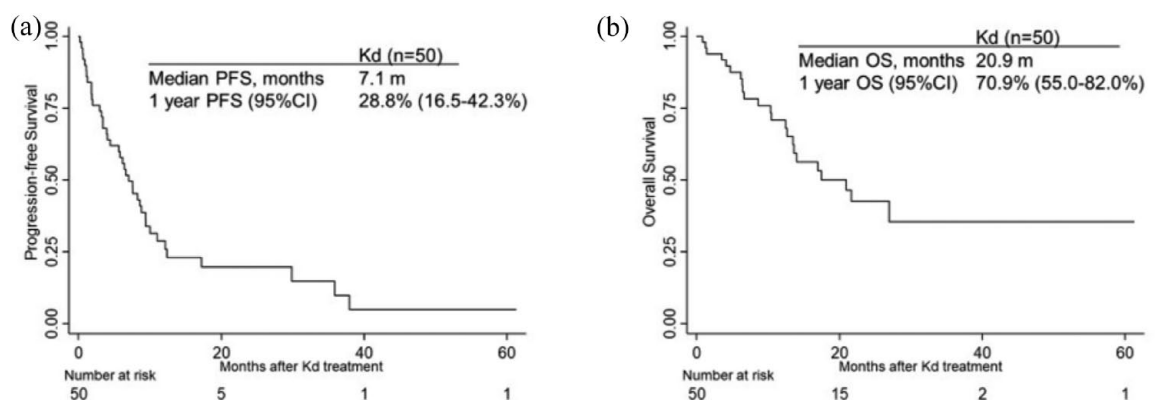 (a)
Kd (n=50)
Median PFS, months 7.1 m
1 year PFS (95%CI) 28.8% (16.5-42.3%)
Progression-free Survival
1.00
0.75
0.50
0.25
0.00
0 20 40 60
Months after Kd treatment
Number at risk
50 5 1 1
(b)
Kd (n=50)
Median OS, months 20.9 m
1 year OS (95%CI) 70.9% (55.0-82.0%)
Overall Survival
1.00
0.75
0.50
0.25
0.00
0 20 40 60
Months after Kd treatment
Number at risk
50 15 2 1